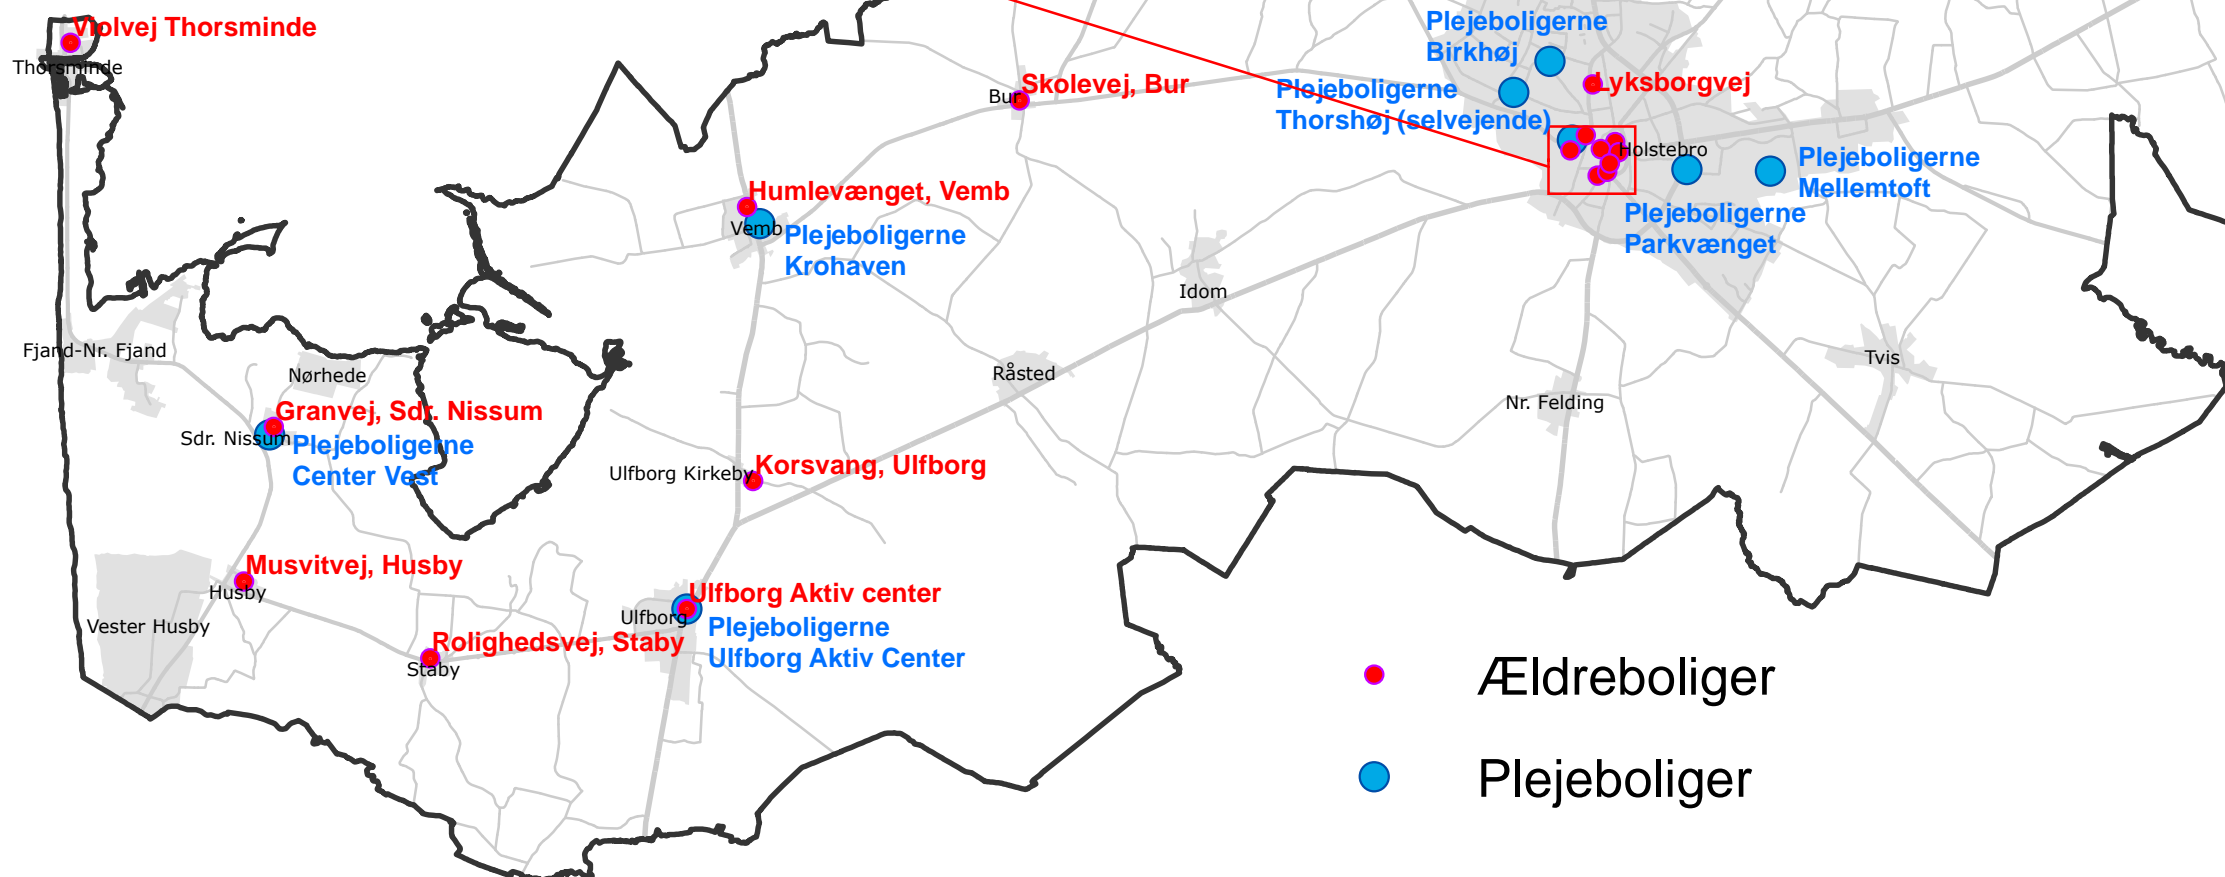 Violvej Thorsminde
Thorsminde
Plejeboligerne
Birkhøj
Skolevej, Bur
Bur
Plejeboligerne
Thorshøj (selvejende)
Lyksborgvej
Holstebro
Plejeboligerne
Mellemtoft
Plejeboligerne
Parkvænget
Humlevænget, Vemb
Vemb
Plejeboligerne
Krohaven
Idom
Fjand-Nr. Fjand
Nørhede
Råsted
Tvis
Nr. Felding
Granvej, Sdr. Nissum
Sdr. Nissum
Plejeboligerne
Center Vest
Ulfborg Kirkeby
Korsvang, Ulfborg
Musvitvej, Husby
Husby
Vester Husby
Ulfborg Aktiv center
Ulfborg
Plejeboligerne
Ulfborg Aktiv Center
Rolighedsvej, Staby
Staby
Ældreboliger
Plejeboliger